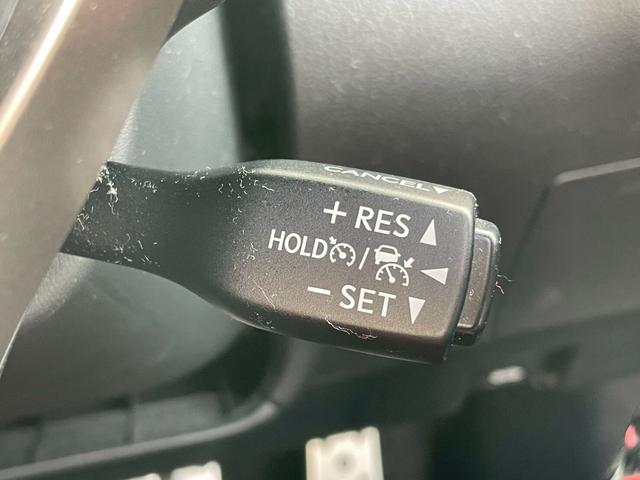 CANCEL▼
+ RES ▲
HOLD / ◀
− SET ▼